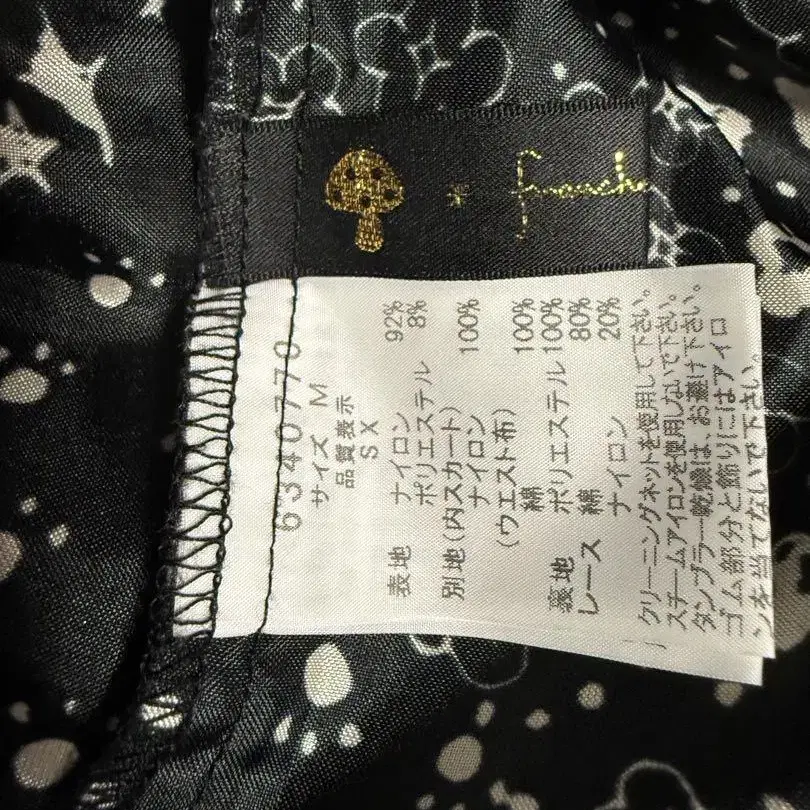 6340770
サイズ M
品質表示
SX
表地 ナイロン 92%
ポリエステル 8%
別地(内スカート)
ナイロン 100%
(ウエスト布)
綿 100%
裏地 ポリエステル 100%
レース 綿 80%
ナイロン 20%
クリーニングネットを使用して下さい。
スチームアイロンを使用しないで下さい。
タンブラー乾燥機は、お避け下さい。
ゴム部分と飾りにはアイロ
ンを当てないで下さい。